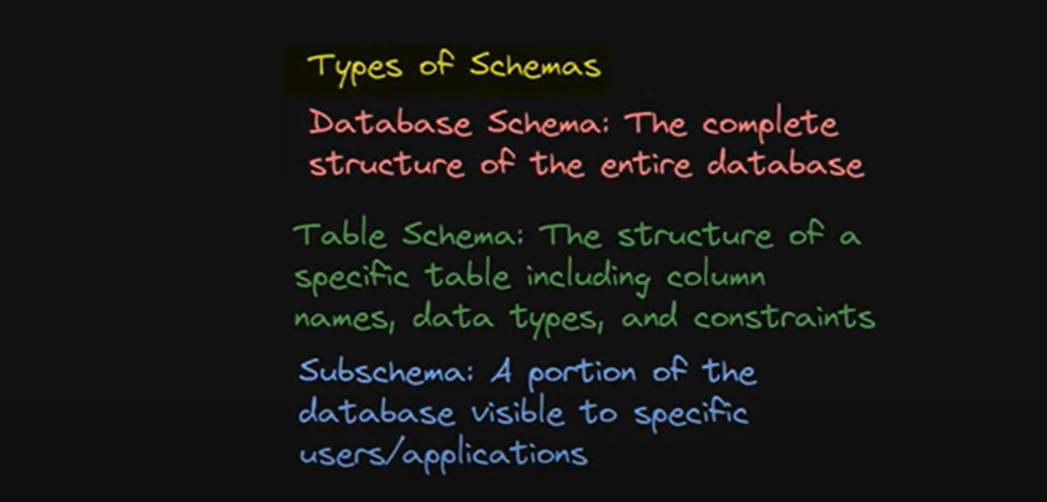 Types of Schemas
Database Schema: The complete
structure of the entire database
Table Schema: The structure of a
specific table including column
names, data types, and constraints
Subschema: A portion of the
database visible to specific
users/applications